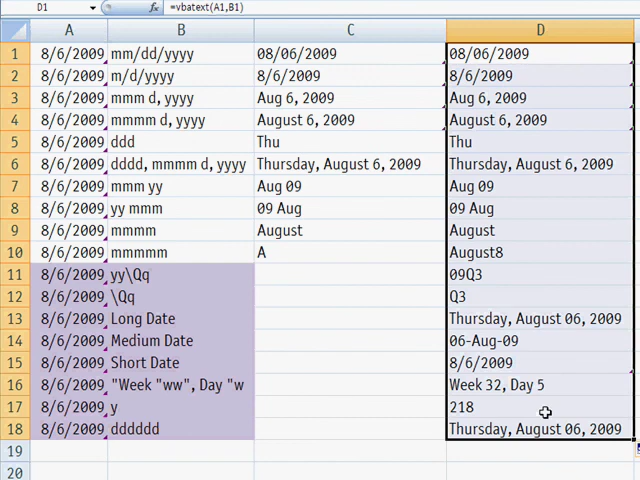 D1 fx =vbatext(A1,B1)
A B C D
1 8/6/2009 mm/dd/yyyy 08/06/2009 08/06/2009
2 8/6/2009 m/d/yyyy 8/6/2009 8/6/2009
3 8/6/2009 mmm d, yyyy Aug 6, 2009 Aug 6, 2009
4 8/6/2009 mmmm d, yyyy August 6, 2009 August 6, 2009
5 8/6/2009 ddd Thu Thu
6 8/6/2009 dddd, mmmm d, yyyy Thursday, August 6, 2009 Thursday, August 6, 2009
7 8/6/2009 mmm yy Aug 09 Aug 09
8 8/6/2009 yy mmm 09 Aug 09 Aug
9 8/6/2009 mmmm August August
10 8/6/2009 mmmmm A August8
11 8/6/2009 yy\Qq 09Q3
12 8/6/2009 \Qq Q3
13 8/6/2009 Long Date Thursday, August 06, 2009
14 8/6/2009 Medium Date 06-Aug-09
15 8/6/2009 Short Date 8/6/2009
16 8/6/2009 "Week "ww", Day "w Week 32, Day 5
17 8/6/2009 y 218
18 8/6/2009 dddddd Thursday, August 06, 2009
19
20